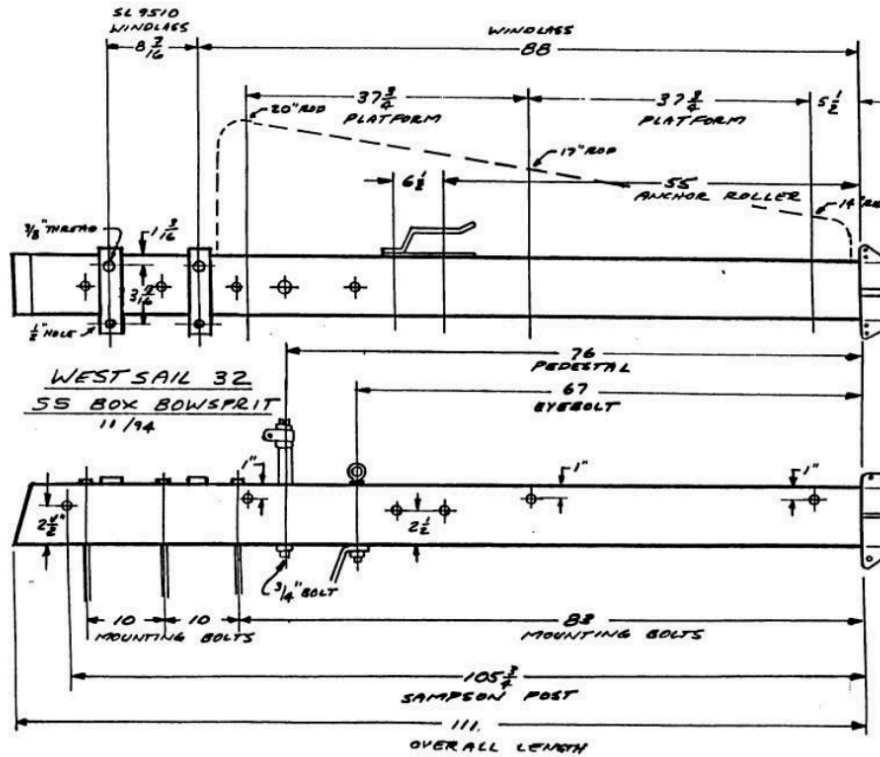 SL 9510
WINDLASS
8 7/16
WINDLASS
88
37 3/4
PLATFORM
37 3/4
PLATFORM
5 1/2
20" ROD
17" ROD
6 1/2
55
ANCHOR ROLLER
3/8" THREAD
1 3/16
3 9/16
1/2" HOLE
76
PEDESTAL
WESTSAIL 32
SS BOX BOWSPRIT
11/94
67
EYEBOLT
1"
1"
1"
2 1/2"
2 1/2
3/4" BOLT
10
10
MOUNTING BOLTS
83
MOUNTING BOLTS
105 3/4
SAMPSON POST
111
OVERALL LENGTH